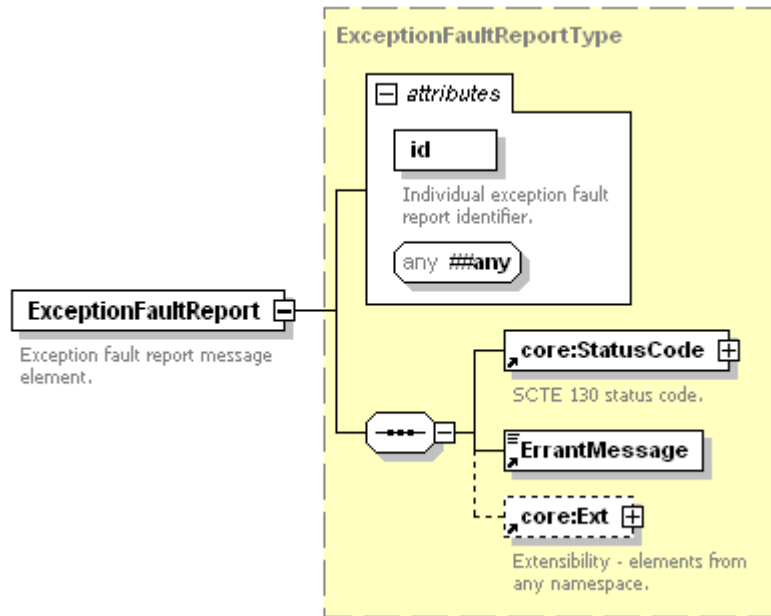 ExceptionFaultReportType
attributes
id
Individual exception fault
report identifier.
any ##any
ExceptionFaultReport
Exception fault report message
element.
core:StatusCode
SCTE 130 status code.
ErrantMessage
core:Ext
Extensibility - elements from
any namespace.